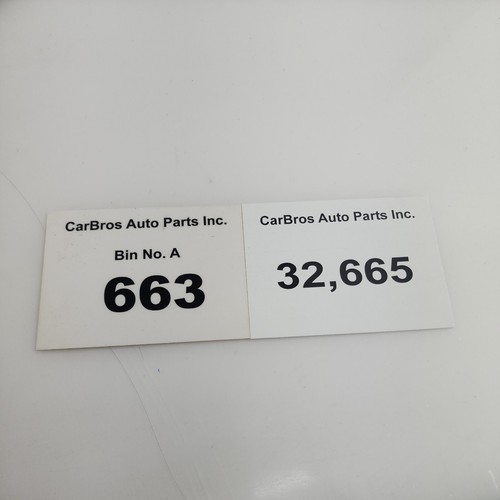 CarBros Auto Parts Inc.
Bin No. A
663
CarBros Auto Parts Inc.
32,665